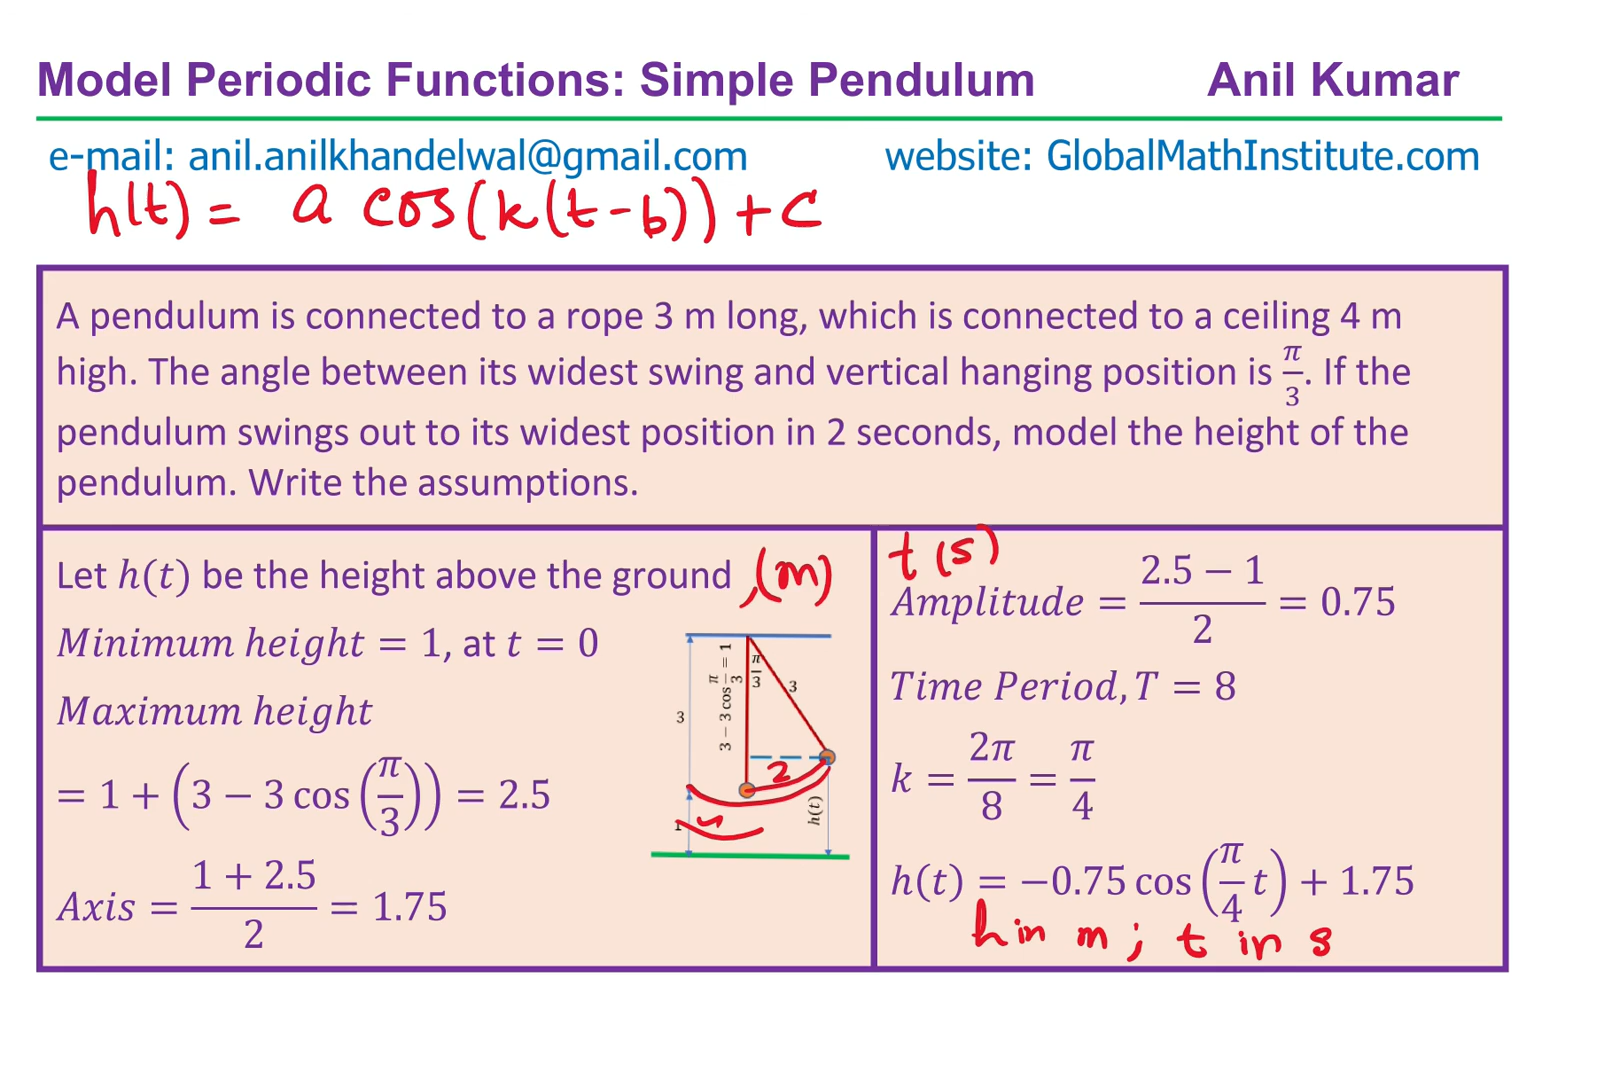 Model Periodic Functions: Simple Pendulum Anil Kumar
e-mail: anil.anilkhandelwal@gmail.com website: GlobalMathInstitute.com
h(t) = a cos(k(t-b)) + c
A pendulum is connected to a rope 3 m long, which is connected to a ceiling 4 m
high. The angle between its widest swing and vertical hanging position is π/3. If the
pendulum swings out to its widest position in 2 seconds, model the height of the
pendulum. Write the assumptions.
Let h(t) be the height above the ground ,(m)
Minimum height = 1, at t = 0
Maximum height
= 1 + (3 − 3 cos(π/3)) = 2.5
Axis = (1 + 2.5)/2 = 1.75
3
3 − 3 cos π/3 = 1
π/3
3
2
1
h(t)
t (s)
Amplitude = (2.5 − 1)/2 = 0.75
Time Period, T = 8
k = 2π/8 = π/4
h(t) = −0.75 cos(π/4 t) + 1.75
h in m ; t in s